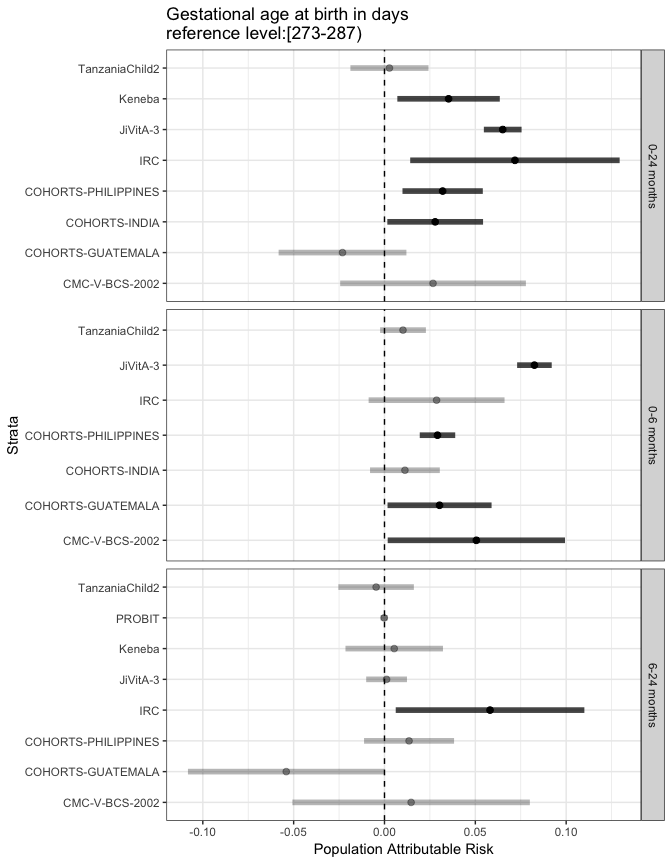 Gestational age at birth in days
reference level:[273-287)
Strata
TanzaniaChild2
Keneba
JiVitA-3
IRC
COHORTS-PHILIPPINES
COHORTS-INDIA
COHORTS-GUATEMALA
CMC-V-BCS-2002
0-24 months
TanzaniaChild2
JiVitA-3
IRC
COHORTS-PHILIPPINES
COHORTS-INDIA
COHORTS-GUATEMALA
CMC-V-BCS-2002
0-6 months
TanzaniaChild2
PROBIT
Keneba
JiVitA-3
IRC
COHORTS-PHILIPPINES
COHORTS-GUATEMALA
CMC-V-BCS-2002
6-24 months
-0.10 -0.05 0.00 0.05 0.10
Population Attributable Risk